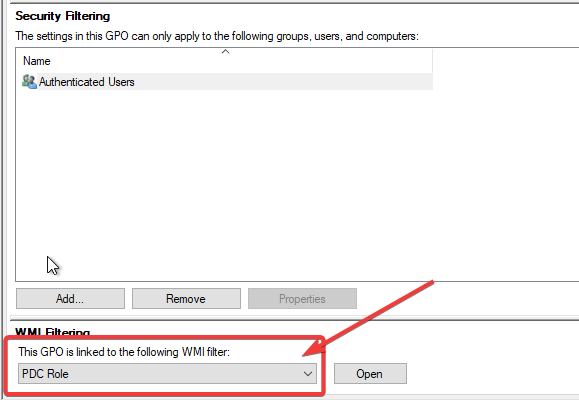 Security Filtering
The settings in this GPO can only apply to the following groups, users, and computers:
Name
Authenticated Users
Add... Remove Properties
WMI Filtering
This GPO is linked to the following WMI filter:
PDC Role Open